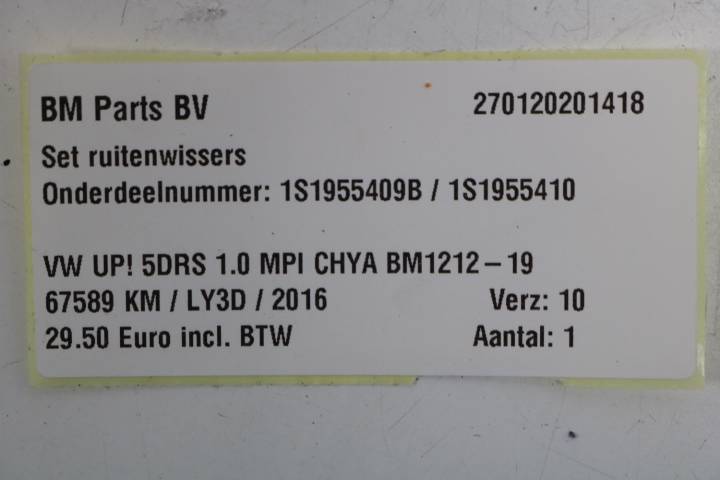 BM Parts BV 270120201418
Set ruitenwissers
Onderdeelnummer: 1S1955409B / 1S1955410
VW UP! 5DRS 1.0 MPI CHYA BM1212-19
67589 KM / LY3D / 2016 Verz: 10
29.50 Euro incl. BTW Aantal: 1